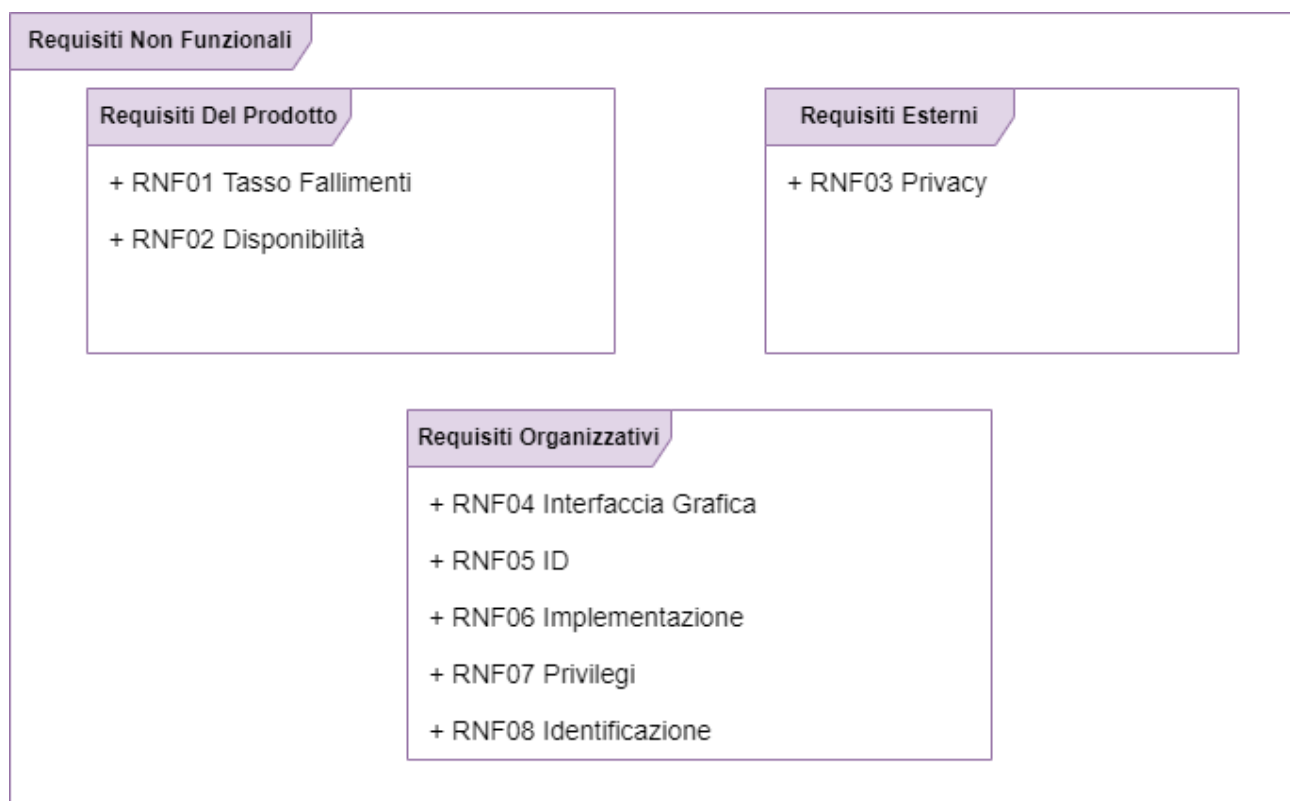 Requisiti Non Funzionali
Requisiti Del Prodotto
+ RNF01 Tasso Fallimenti
+ RNF02 Disponibilità
Requisiti Esterni
+ RNF03 Privacy
Requisiti Organizzativi
+ RNF04 Interfaccia Grafica
+ RNF05 ID
+ RNF06 Implementazione
+ RNF07 Privilegi
+ RNF08 Identificazione